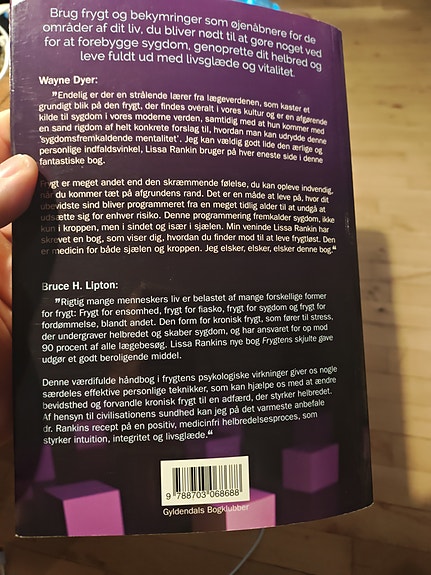 Brug frygt og bekymringer som øjenåbnere for de
områder af dit liv, du bliver nødt til at gøre noget ved
for at forebygge sygdom, genoprette dit helbred og
leve fuldt ud med livsglæde og vitalitet.
Wayne Dyer:
"Endelig er der en strålende lærer fra lægeverdenen, som kaster et
grundigt blik på den frygt, der findes overalt i vores kultur og er en afgørende
kilde til sygdom i vores moderne verden, samtidig med at hun kommer med
en sand rigdom af helt konkrete forslag til, hvordan man kan udrydde denne
'sygdomsfremkaldende mentalitet'. Jeg kan vældig godt lide den ærlige og
personlige indfaldsvinkel, Lissa Rankin bruger på hver eneste side i denne
fantastiske bog.
Frygt er meget andet end den skræmmende følelse, du kan opleve indvendig,
når du kommer tæt på afgrundens rand. Det er en måde at leve på, hvor dit
ubevidste sind bliver programmeret fra en meget tidlig alder til at undgå at
udsætte sig for enhver risiko. Denne programmering fremkalder sygdom, ikke
kun i kroppen, men i sindet og især i sjælen. Min veninde Lissa Rankin har
skrevet en bog, som viser dig, hvordan du finder mod til at leve frygtløst. Den
er medicin for både sjælen og kroppen. Jeg elsker, elsker, elsker denne bog."
Bruce H. Lipton:
"Rigtig mange menneskers liv er belastet af mange forskellige former
for frygt: Frygt for ensomhed, frygt for fiasko, frygt for sygdom og frygt for
fordømmelse, blandt andet. Den form for kronisk frygt, som fører til stress,
der undergraver helbredet og skaber sygdom, og har ansvaret for op mod
90 procent af alle lægebesøg. Lissa Rankins nye bog Frygtens skjulte gave
udgør et godt beroligende middel.
Denne værdifulde håndbog i frygtens psykologiske virkninger giver os nogle
særdeles effektive personlige teknikker, som kan hjælpe os med at ændre
bevidsthed og forvandle kronisk frygt til en adfærd, der styrker helbredet.
Af hensyn til civilisationens sundhed kan jeg på det varmeste anbefale
dr. Rankins recept på en positiv, medicinfri helbredelsesproces, som
styrker intuition, integritet og livsglæde."
9 788703 068688
Gyldendals Bogklubber